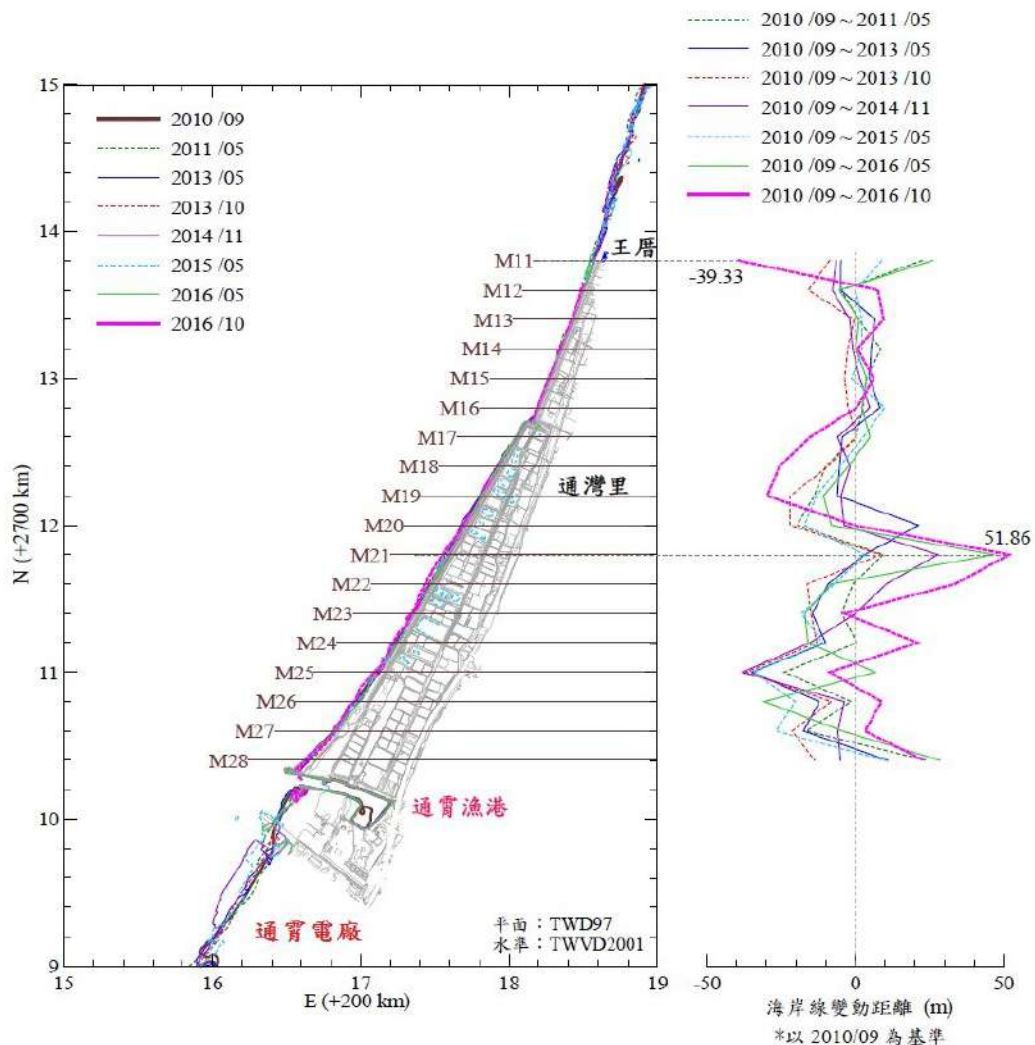 2010 /09 ~ 2011 /05
2010 /09 ~ 2013 /05
2010 /09 ~ 2013 /10
2010 /09 ~ 2014 /11
2010 /09 ~ 2015 /05
2010 /09 ~ 2016 /05
2010 /09 ~ 2016 /10
2010 /09
2011 /05
2013 /05
2013 /10
2014 /11
2015 /05
2016 /05
2016 /10
15
14
13
12
11
10
9
N (+2700 km)
王厝
M11
M12
M13
M14
M15
M16
M17
M18
M19
M20
M21
M22
M23
M24
M25
M26
M27
M28
通灣里
通霄漁港
通霄電廠
平面：TWD97
水準：TWVD2001
15 16 17 18 19
E (+200 km)
-39.33
51.86
-50 0 50
海岸線變動距離 (m)
*以 2010/09 為基準